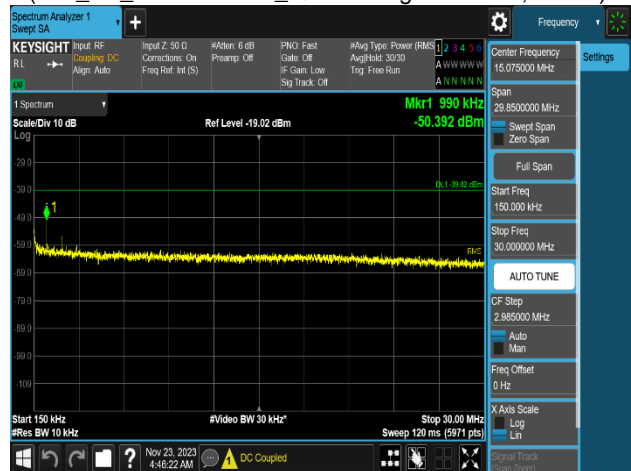 Spectrum Analyzer 1
Swept SA
Frequency
KEYSIGHT
RL
LV
Input: RF
Coupling: DC
Align: Auto
Input Z: 50 Ω
Corrections: On
Freq Ref: Int (S)
#Atten: 6 dB
Preamp: Off
PNO: Fast
Gate: Off
IF Gain: Low
Sig Track: Off
#Avg Type: Power (RMS
Avg|Hold: 30/30
Trig: Free Run
1 2 3 4 5 6
A W W W W W
A N N N N N
1 Spectrum
Scale/Div 10 dB
Ref Level -19.02 dBm
Mkr1 990 kHz
-50.392 dBm
Log
-29.0
-39.0
DL1 -39.02 dBm
1
-49.0
-59.0
RMS
-69.0
-79.0
-89.0
-99.0
-109
Start 150 kHz
#Video BW 30 kHz*
Stop 30.00 MHz
#Res BW 10 kHz
Sweep 120 ms (5971 pts)
Center Frequency
15.075000 MHz
Settings
Span
29.8500000 MHz
Swept Span
Zero Span
Full Span
Start Freq
150.000 kHz
Stop Freq
30.000000 MHz
AUTO TUNE
CF Step
2.985000 MHz
Auto
Man
Freq Offset
0 Hz
X Axis Scale
Log
Lin
Signal Track
(Span Zoom)
?
Nov 23, 2023
4:46:22 AM
DC Coupled